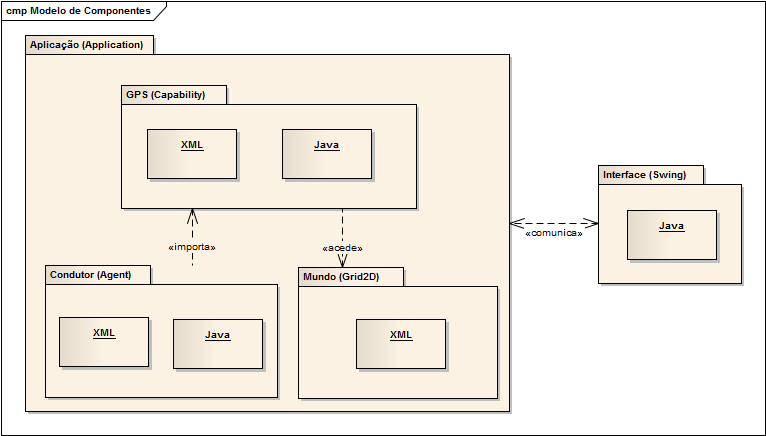 cmp Modelo de Componentes
Aplicação (Application)
GPS (Capability)
XML
Java
«importa»
«acede»
Condutor (Agent)
XML
Java
Mundo (Grid2D)
XML
«comunica»
Interface (Swing)
Java